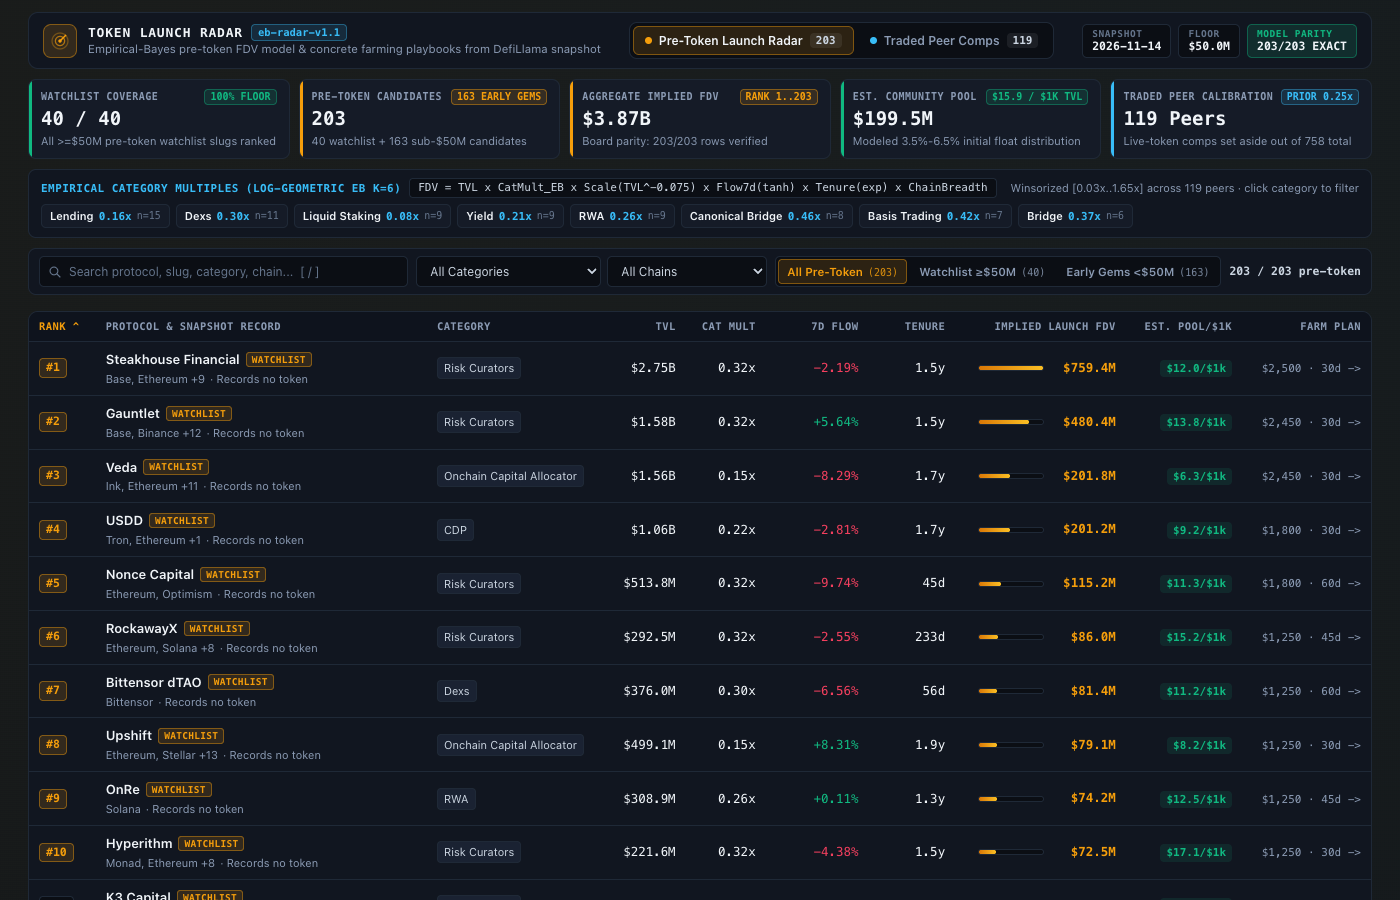 TOKEN LAUNCH RADAR eb-radar-v1.1
Empirical-Bayes pre-token FDV model & concrete farming playbooks from DefiLlama snapshot
Pre-Token Launch Radar 203
Traded Peer Comps 119
SNAPSHOT
2026-11-14
FLOOR
$50.0M
MODEL PARITY
203/203 EXACT
WATCHLIST COVERAGE 100% FLOOR
40 / 40
All >=$50M pre-token watchlist slugs ranked
PRE-TOKEN CANDIDATES 163 EARLY GEMS
203
40 watchlist + 163 sub-$50M candidates
AGGREGATE IMPLIED FDV RANK 1..203
$3.87B
Board parity: 203/203 rows verified
EST. COMMUNITY POOL $15.9 / $1K TVL
$199.5M
Modeled 3.5%-6.5% initial float distribution
TRADED PEER CALIBRATION PRIOR 0.25x
119 Peers
Live-token comps set aside out of 758 total
EMPIRICAL CATEGORY MULTIPLES (LOG-GEOMETRIC EB K=6) FDV = TVL x CatMult_EB x Scale(TVL^−0.075) x Flow7d(tanh) x Tenure(exp) x ChainBreadth Winsorized [0.03x..1.65x] across 119 peers · click category to filter
Lending 0.16x n=15 Dexs 0.30x n=11 Liquid Staking 0.08x n=9 Yield 0.21x n=9 RWA 0.26x n=9 Canonical Bridge 0.46x n=8 Basis Trading 0.42x n=7 Bridge 0.37x n=6
Search protocol, slug, category, chain... [ / ] All Categories All Chains All Pre-Token (203) Watchlist ≥$50M (40) Early Gems <$50M (163) 203 / 203 pre-token
RANK ^ PROTOCOL & SNAPSHOT RECORD CATEGORY TVL CAT MULT 7D FLOW TENURE IMPLIED LAUNCH FDV EST. POOL/$1K FARM PLAN
#1 Steakhouse Financial WATCHLIST Risk Curators $2.75B 0.32x −2.19% 1.5y $759.4M $12.0/$1k $2,500 · 30d −>
Base, Ethereum +9 · Records no token
#2 Gauntlet WATCHLIST Risk Curators $1.58B 0.32x +5.64% 1.5y $480.4M $13.8/$1k $2,450 · 30d −>
Base, Binance +12 · Records no token
#3 Veda WATCHLIST Onchain Capital Allocator $1.56B 0.15x −8.29% 1.7y $201.8M $6.3/$1k $2,450 · 30d −>
Ink, Ethereum +11 · Records no token
#4 USDD WATCHLIST CDP $1.06B 0.22x −2.81% 1.7y $201.2M $9.2/$1k $1,800 · 30d −>
Tron, Ethereum +1 · Records no token
#5 Nonce Capital WATCHLIST Risk Curators $513.8M 0.32x −9.74% 45d $115.2M $11.3/$1k $1,800 · 60d −>
Ethereum, Optimism · Records no token
#6 RockawayX WATCHLIST Risk Curators $292.5M 0.32x −2.55% 233d $86.0M $15.2/$1k $1,250 · 45d −>
Ethereum, Solana +8 · Records no token
#7 Bittensor dTAO WATCHLIST Dexs $376.0M 0.30x −6.56% 56d $81.4M $11.2/$1k $1,250 · 60d −>
Bittensor · Records no token
#8 Upshift WATCHLIST Onchain Capital Allocator $499.1M 0.15x +8.31% 1.9y $79.1M $8.2/$1k $1,250 · 30d −>
Ethereum, Stellar +13 · Records no token
#9 OnRe WATCHLIST RWA $308.9M 0.26x +0.11% 1.3y $74.2M $12.5/$1k $1,250 · 45d −>
Solana · Records no token
#10 Hyperithm WATCHLIST Risk Curators $221.6M 0.32x −4.38% 1.5y $72.5M $17.1/$1k $1,250 · 30d −>
Monad, Ethereum +8 · Records no token
K3 Capital WATCHLIST